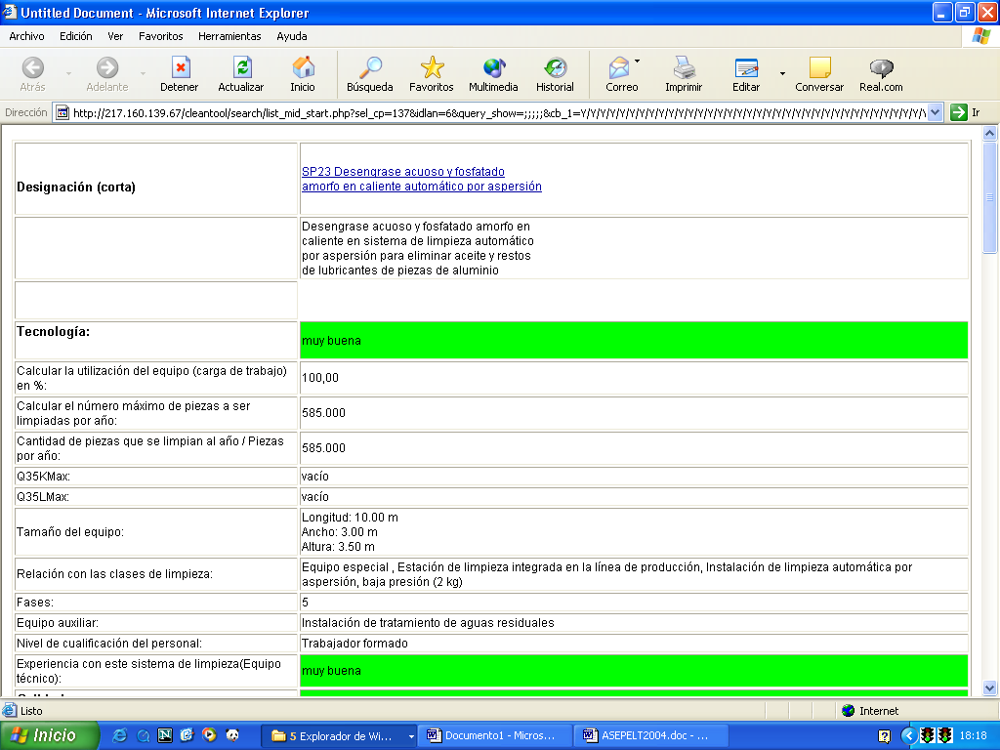 Untitled Document - Microsoft Internet Explorer
Archivo Edición Ver Favoritos Herramientas Ayuda
Atrás Adelante Detener Actualizar Inicio Búsqueda Favoritos Multimedia Historial Correo Imprimir Editar Conversar Real.com
Dirección http://217.160.139.67/cleantool/search/list_mid_start.php?sel_cp=137&idlan=6&query_show=;;;;;&cb_1=Y/Y/Y/Y/Y/Y/Y/Y/Y/Y/Y/Y/Y/Y/Y/Y/Y/Y/Y/Y/Y/Y/Y/Y/Y/Y/Y/Y/Y/Y/Y/Y/Y/Y/Y/Y/ Ir
Designación (corta)
SP23 Desengrase acuoso y fosfatado
amorfo en caliente automático por aspersión
Desengrase acuoso y fosfatado amorfo en
caliente en sistema de limpieza automático
por aspersión para eliminar aceite y restos
de lubricantes de piezas de aluminio
Tecnología:
muy buena
Calcular la utilización del equipo (carga de trabajo)
en %:
100,00
Calcular el número máximo de piezas a ser
limpiadas por año:
585.000
Cantidad de piezas que se limpian al año / Piezas
por año:
585.000
Q35KMax:
vacío
Q35LMax:
vacío
Tamaño del equipo:
Longitud: 10.00 m
Ancho: 3.00 m
Altura: 3.50 m
Relación con las clases de limpieza:
Equipo especial , Estación de limpieza integrada en la línea de producción, Instalación de limpieza automática por
aspersión, baja presión (2 kg)
Fases:
5
Equipo auxiliar:
Instalación de tratamiento de aguas residuales
Nivel de cualificación del personal:
Trabajador formado
Experiencia con este sistema de limpieza(Equipo
técnico):
muy buena
Listo Internet
Inicio 5 Explorador de Wi... Documento1 - Micros... ASEPELT2004.doc - ... 18:18